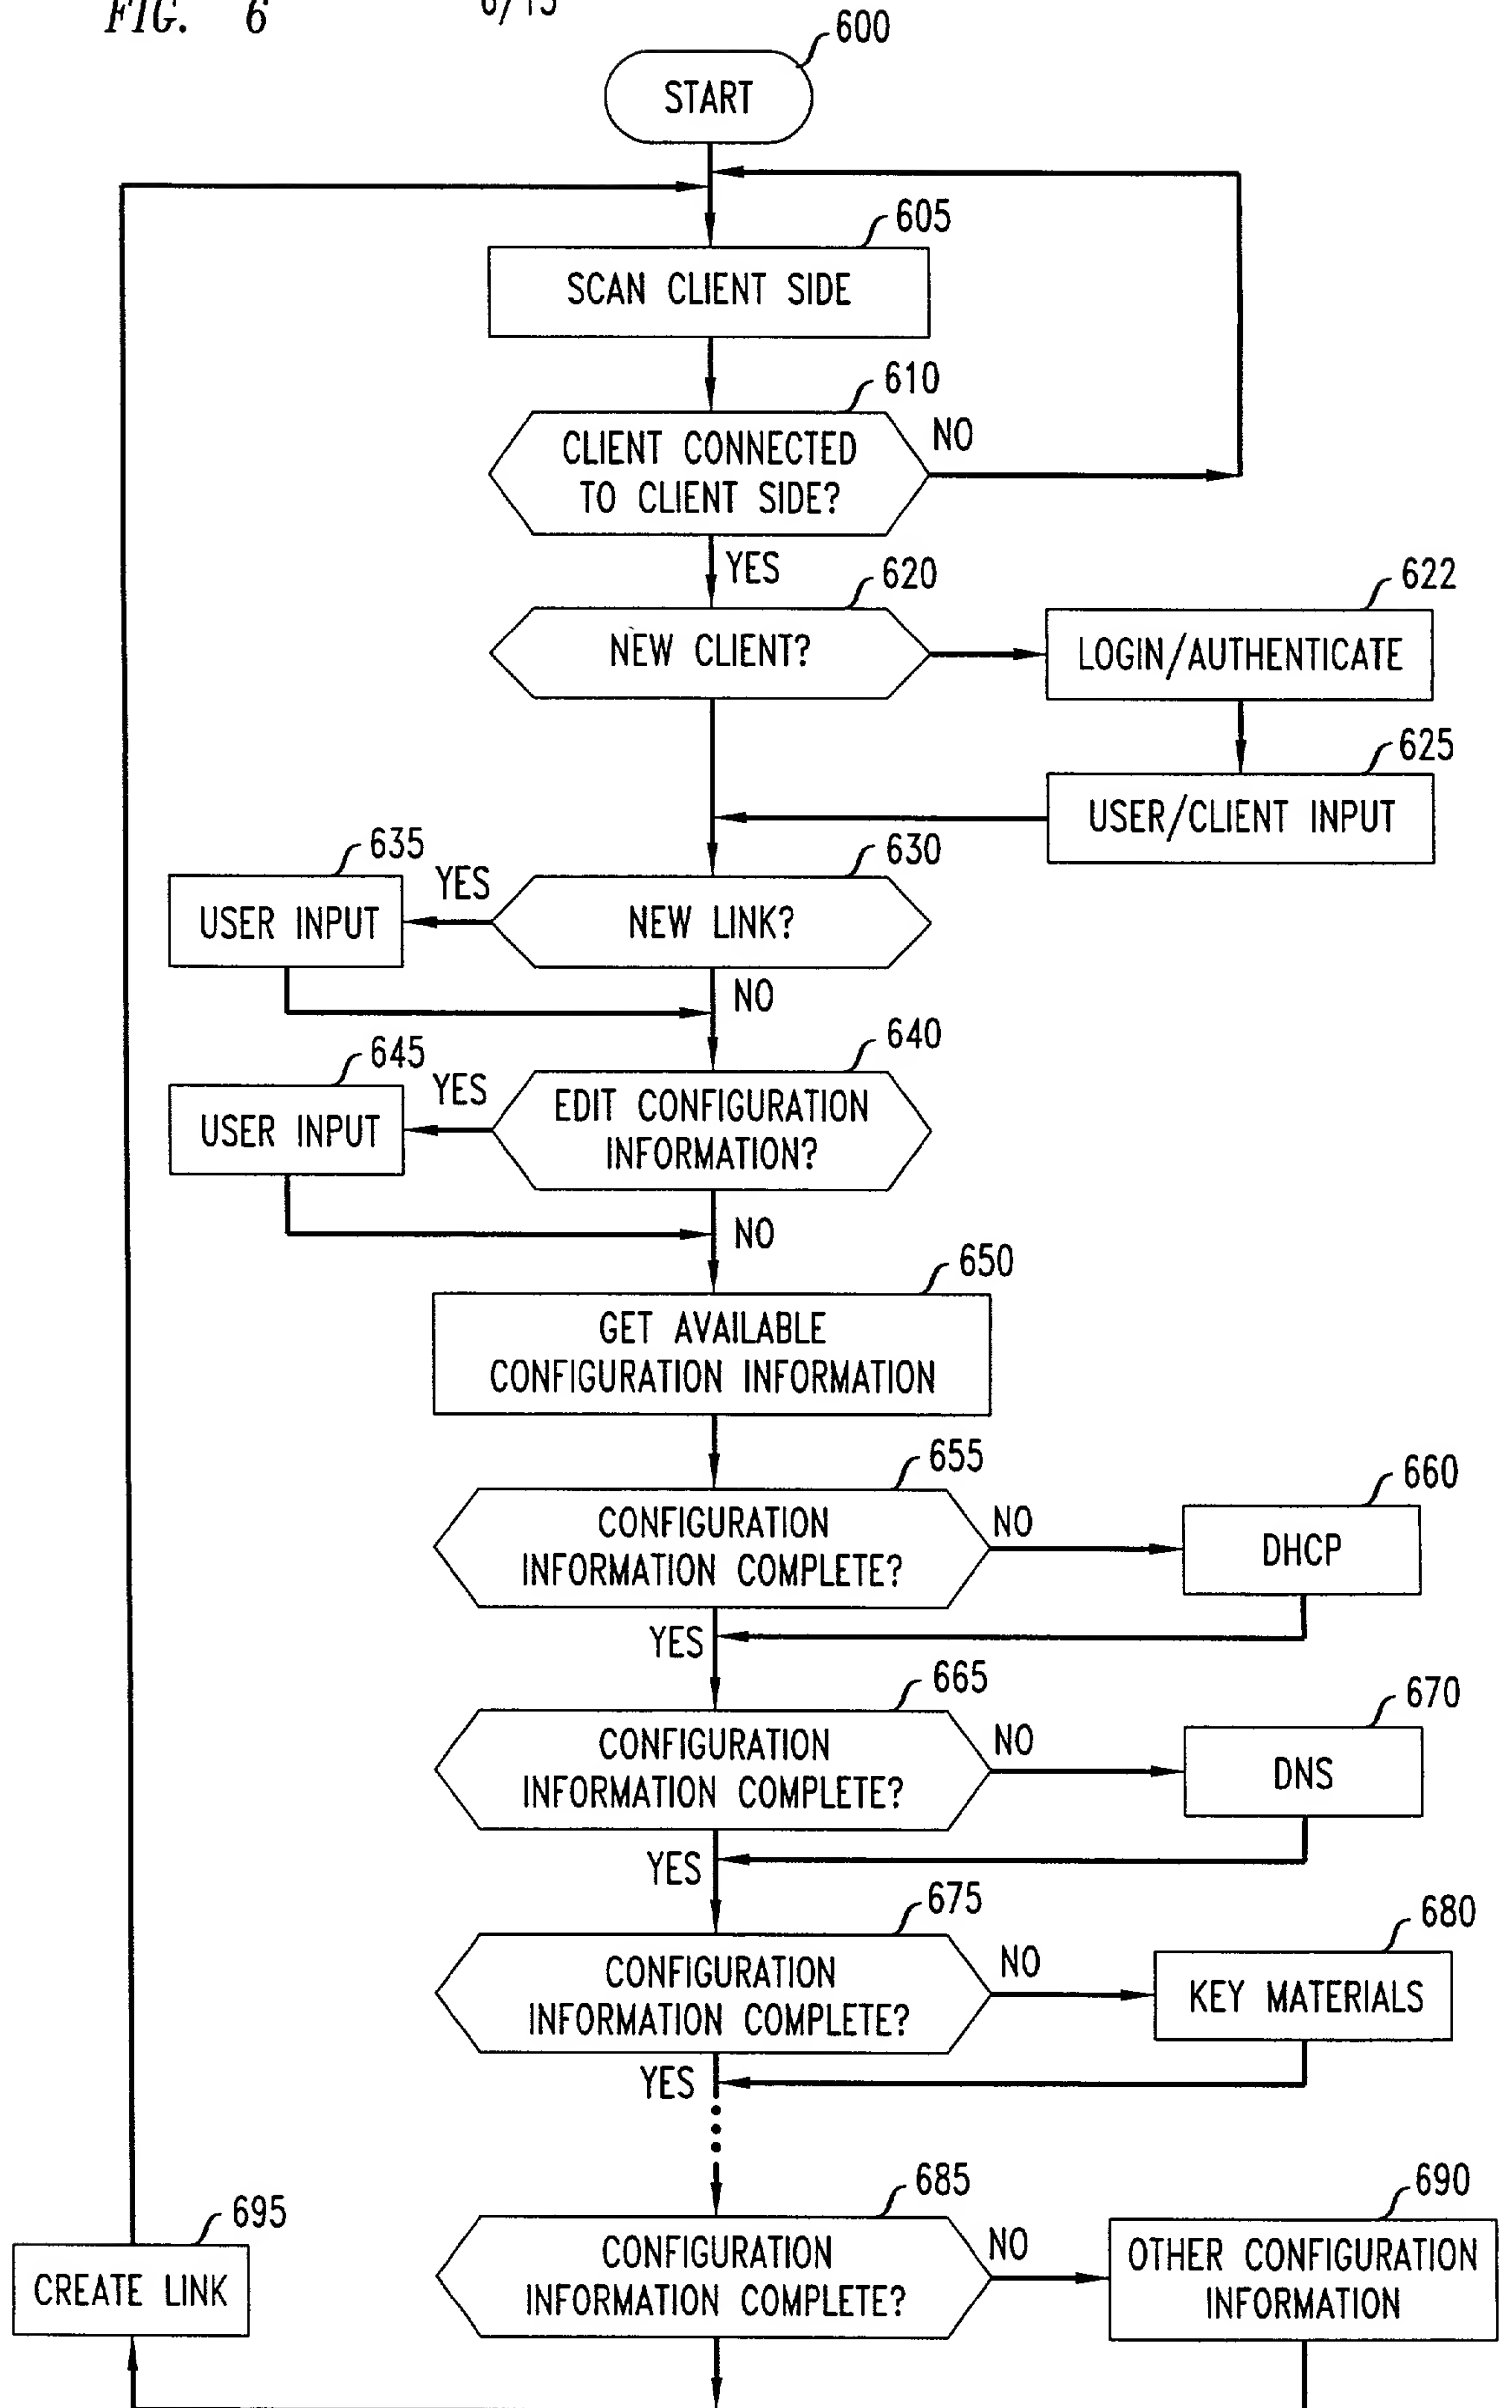 FIG. 6
6/15
600
START
605
SCAN CLIENT SIDE
610
CLIENT CONNECTED
TO CLIENT SIDE?
NO
YES
620
NEW CLIENT?
622
LOGIN/AUTHENTICATE
625
USER/CLIENT INPUT
635
USER INPUT
YES
630
NEW LINK?
NO
645
USER INPUT
YES
640
EDIT CONFIGURATION
INFORMATION?
NO
650
GET AVAILABLE
CONFIGURATION INFORMATION
655
CONFIGURATION
INFORMATION COMPLETE?
NO
660
DHCP
YES
665
CONFIGURATION
INFORMATION COMPLETE?
NO
670
DNS
YES
675
CONFIGURATION
INFORMATION COMPLETE?
NO
680
KEY MATERIALS
YES
685
CONFIGURATION
INFORMATION COMPLETE?
NO
690
OTHER CONFIGURATION
INFORMATION
695
CREATE LINK